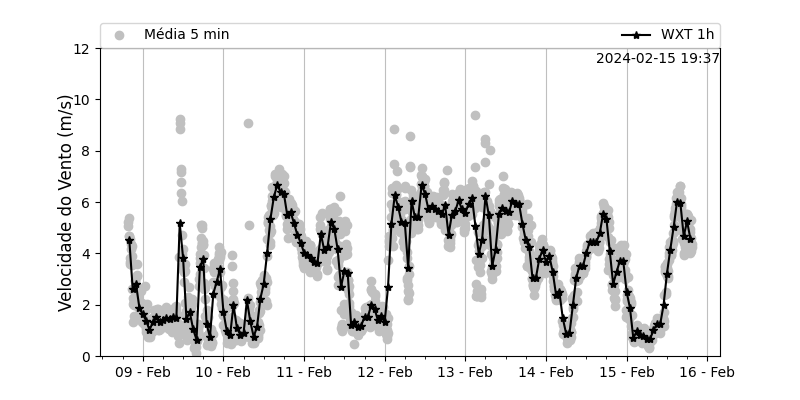 Média 5 min
WXT 1h
2024-02-15 19:37
Velocidade do Vento (m/s)
12
10
8
6
4
2
0
09 - Feb
10 - Feb
11 - Feb
12 - Feb
13 - Feb
14 - Feb
15 - Feb
16 - Feb